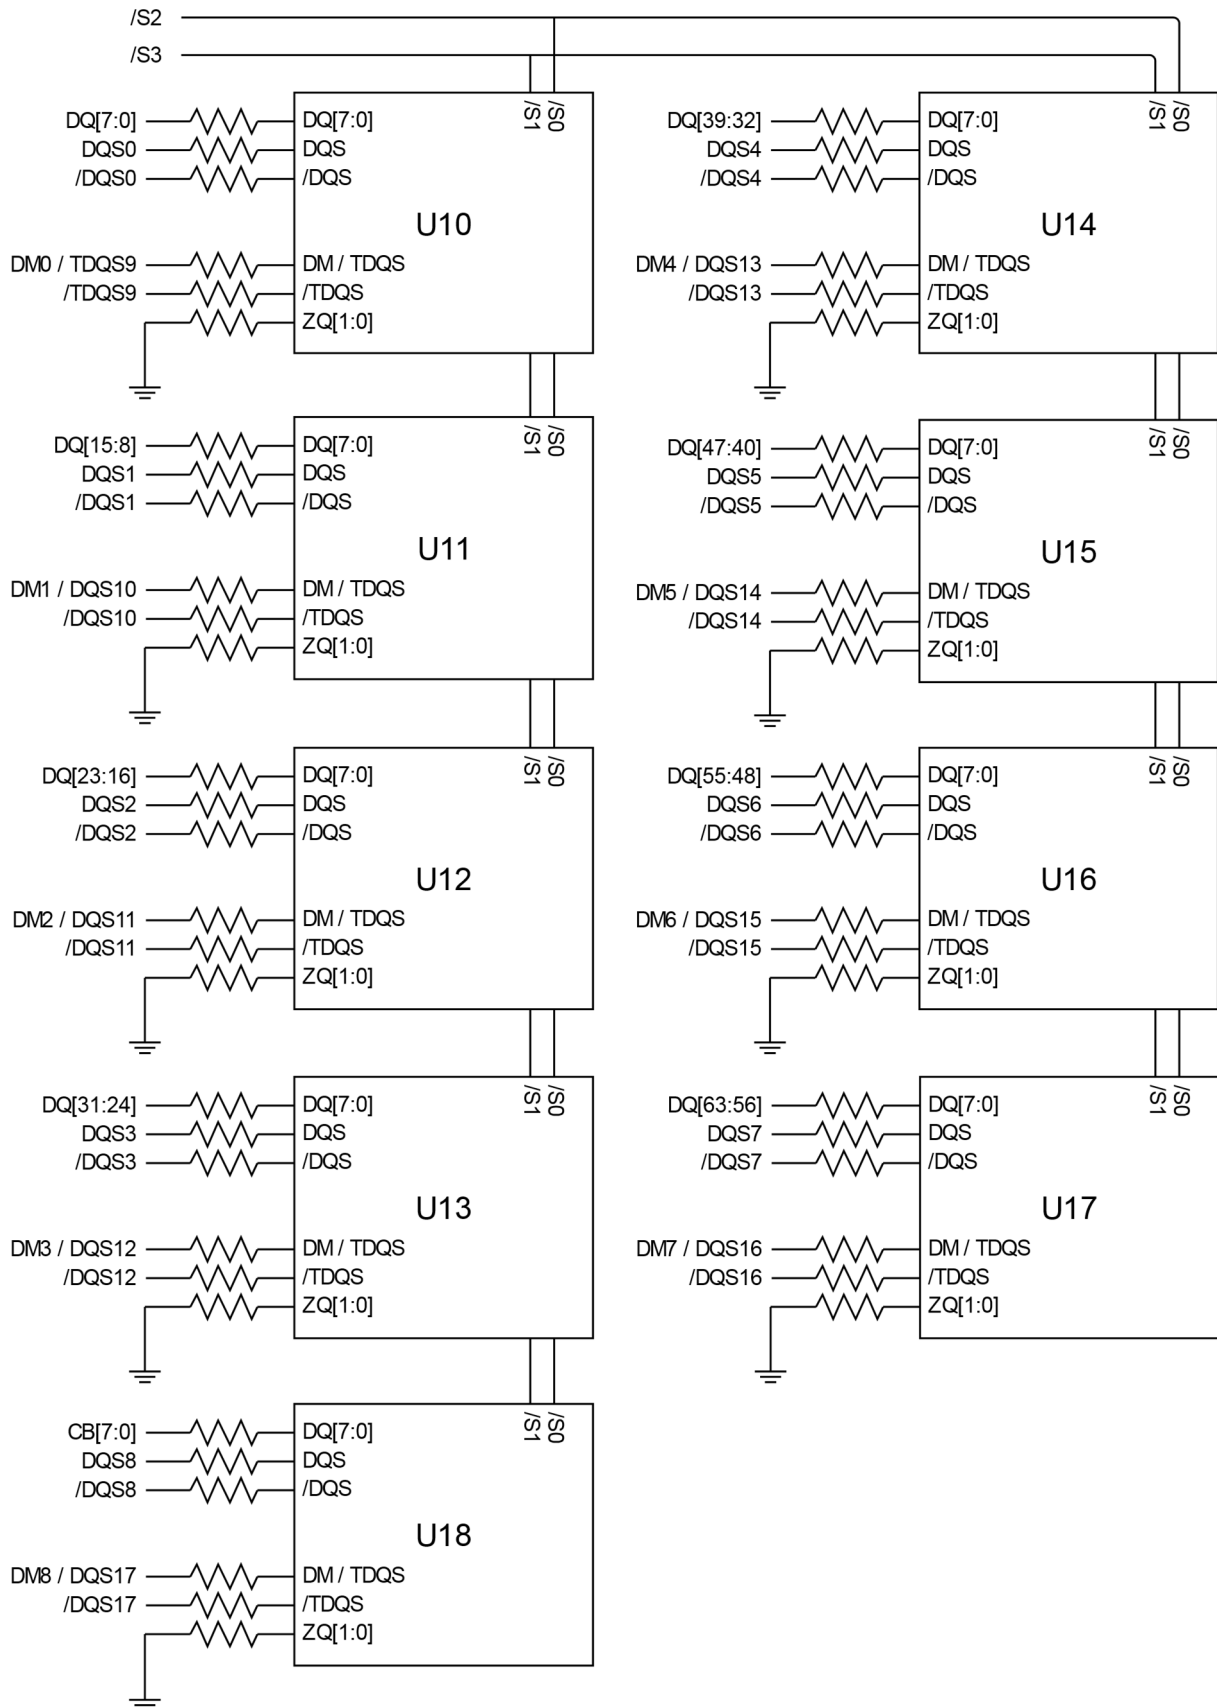 /S2
/S3
/S1 /S0
DQ[7:0] DQ[7:0]
DQS0 DQS
/DQS0 /DQS
U10
DM0 / TDQS9 DM / TDQS
/TDQS9 /TDQS
ZQ[1:0]
/S1 /S0
DQ[15:8] DQ[7:0]
DQS1 DQS
/DQS1 /DQS
U11
DM1 / DQS10 DM / TDQS
/DQS10 /TDQS
ZQ[1:0]
/S1 /S0
DQ[23:16] DQ[7:0]
DQS2 DQS
/DQS2 /DQS
U12
DM2 / DQS11 DM / TDQS
/DQS11 /TDQS
ZQ[1:0]
/S1 /S0
DQ[31:24] DQ[7:0]
DQS3 DQS
/DQS3 /DQS
U13
DM3 / DQS12 DM / TDQS
/DQS12 /TDQS
ZQ[1:0]
/S1 /S0
CB[7:0] DQ[7:0]
DQS8 DQS
/DQS8 /DQS
U18
DM8 / DQS17 DM / TDQS
/DQS17 /TDQS
ZQ[1:0]
/S1 /S0
DQ[39:32] DQ[7:0]
DQS4 DQS
/DQS4 /DQS
U14
DM4 / DQS13 DM / TDQS
/DQS13 /TDQS
ZQ[1:0]
/S1 /S0
DQ[47:40] DQ[7:0]
DQS5 DQS
/DQS5 /DQS
U15
DM5 / DQS14 DM / TDQS
/DQS14 /TDQS
ZQ[1:0]
/S1 /S0
DQ[55:48] DQ[7:0]
DQS6 DQS
/DQS6 /DQS
U16
DM6 / DQS15 DM / TDQS
/DQS15 /TDQS
ZQ[1:0]
/S1 /S0
DQ[63:56] DQ[7:0]
DQS7 DQS
/DQS7 /DQS
U17
DM7 / DQS16 DM / TDQS
/DQS16 /TDQS
ZQ[1:0]